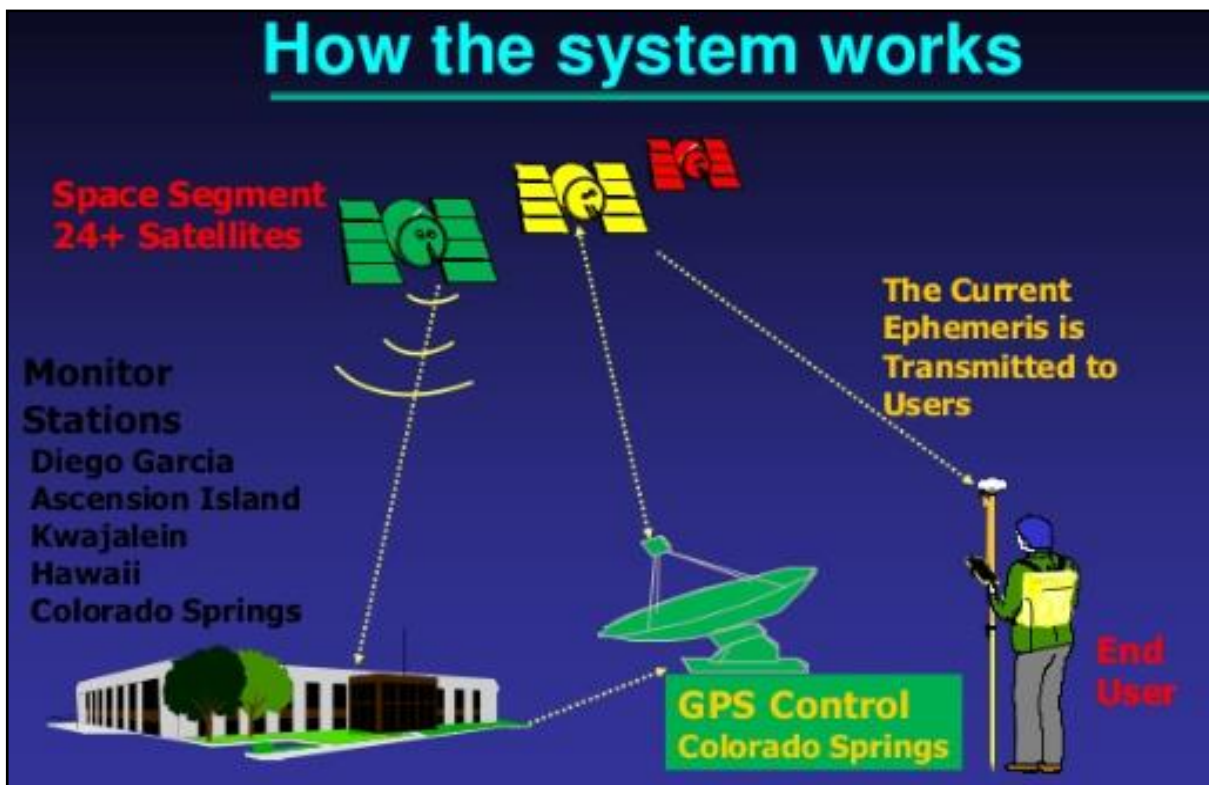 How the system works
Space Segment
24+ Satellites
The Current
Ephemeris is
Transmitted to
Users
Monitor
Stations
Diego Garcia
Ascension Island
Kwajalein
Hawaii
Colorado Springs
End
User
GPS Control
Colorado Springs